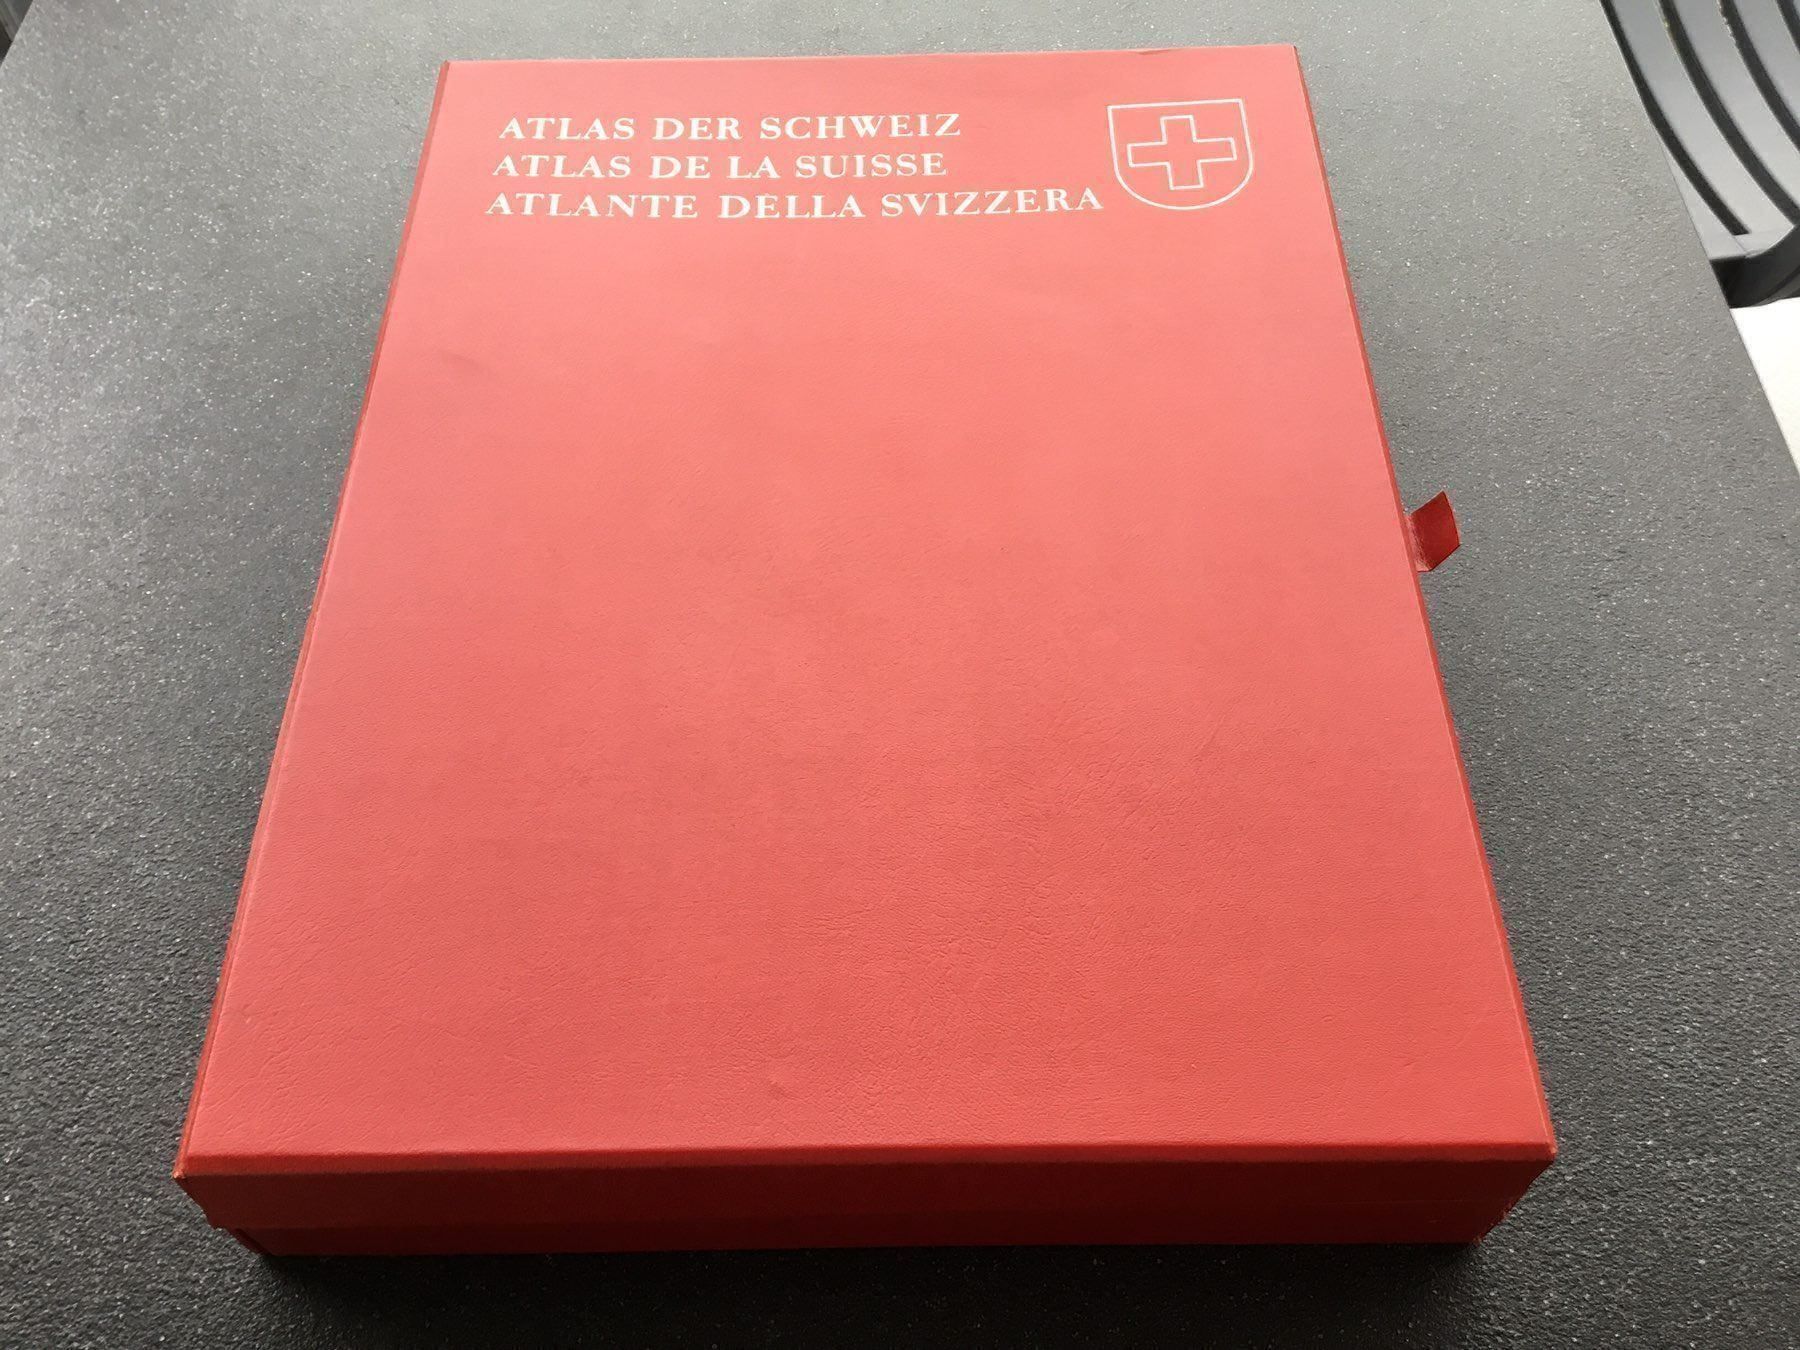 ATLAS DER SCHWEIZ
ATLAS DE LA SUISSE
ATLANTE DELLA SVIZZERA